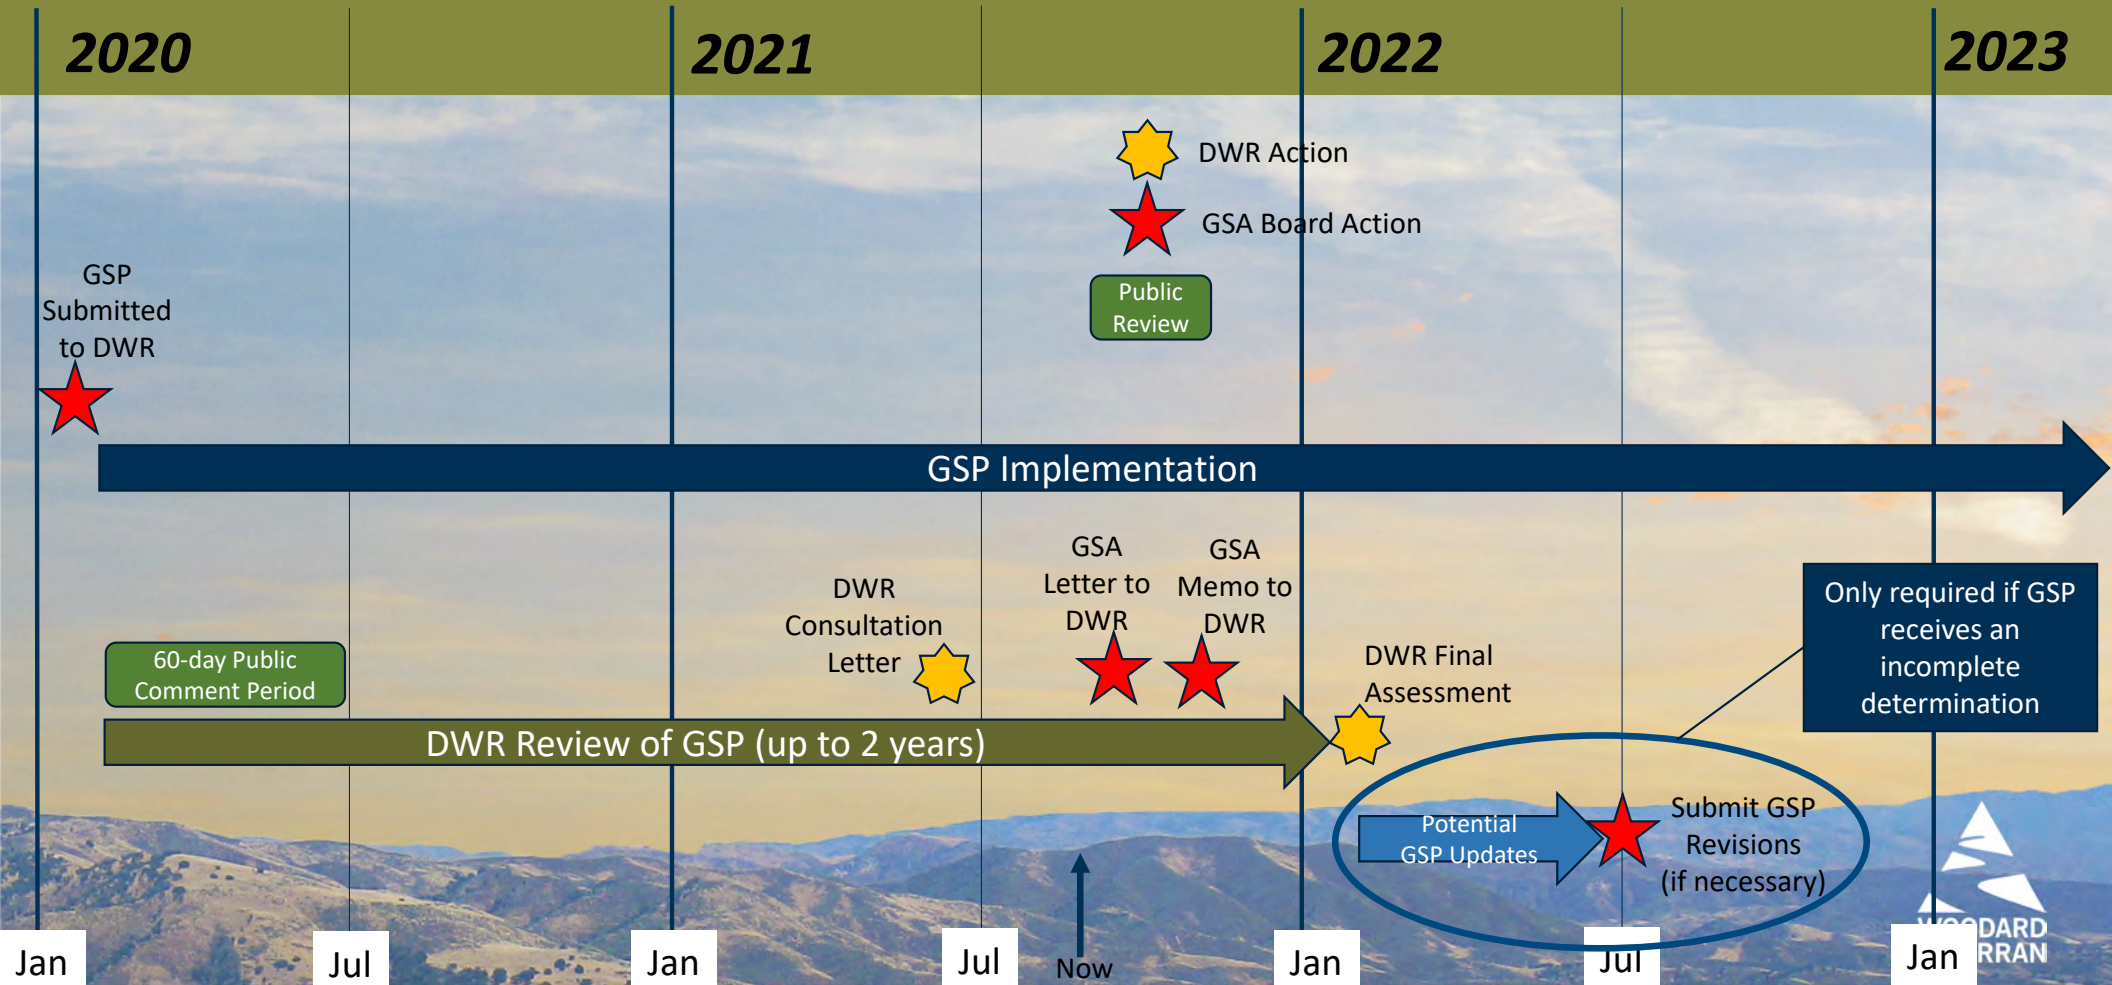 2020
2021
2022
2023
DWR Action
GSA Board Action
Public
Review
GSP
Submitted
to DWR
GSP Implementation
DWR
Consultation
Letter
GSA
Letter to
DWR
GSA
Memo to
DWR
60-day Public
Comment Period
DWR Final
Assessment
Only required if GSP
receives an
incomplete
determination
DWR Review of GSP (up to 2 years)
Potential
GSP Updates
Submit GSP
Revisions
(if necessary)
Jan
Jul
Jan
Jul
Now
Jan
Jul
Jan